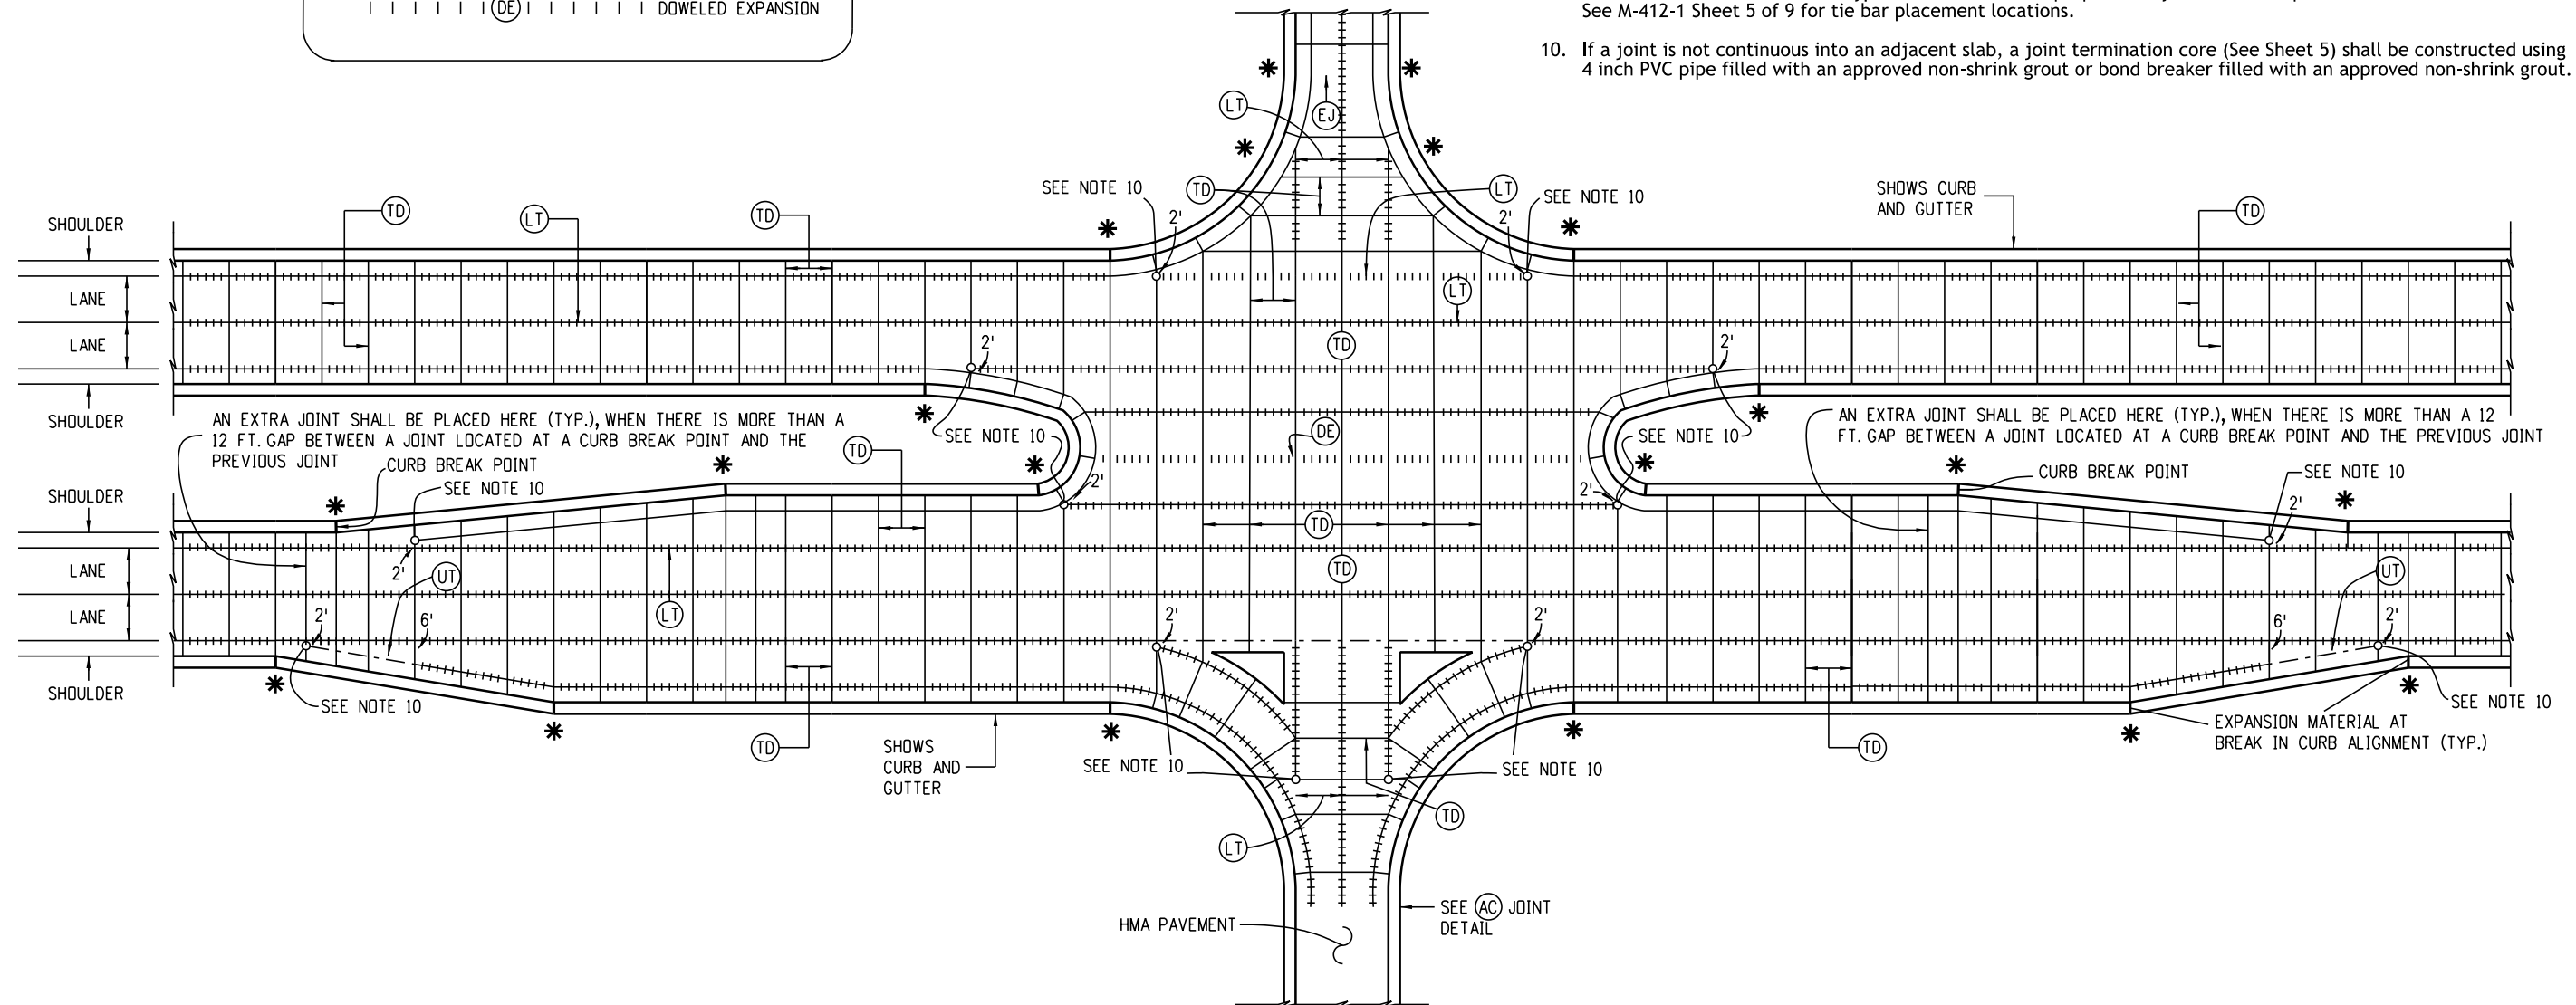 DE DOWELED EXPANSION
See M-412-1 Sheet 5 of 9 for tie bar placement locations.
10. If a joint is not continuous into an adjacent slab, a joint termination core (See Sheet 5) shall be constructed using
4 inch PVC pipe filled with an approved non-shrink grout or bond breaker filled with an approved non-shrink grout.
*
*
LT
EJ
*
*
SEE NOTE 10
TD
LT
SEE NOTE 10
SHOWS CURB
AND GUTTER
SHOULDER
TD
LT
TD
*
2'
2'
*
TD
LANE
LT
LANE
2'
TD
2'
SHOULDER
AN EXTRA JOINT SHALL BE PLACED HERE (TYP.), WHEN THERE IS MORE THAN A
12 FT. GAP BETWEEN A JOINT LOCATED AT A CURB BREAK POINT AND THE
PREVIOUS JOINT
*
SEE NOTE 10
DE
SEE NOTE 10
*
AN EXTRA JOINT SHALL BE PLACED HERE (TYP.), WHEN THERE IS MORE THAN A 12
FT. GAP BETWEEN A JOINT LOCATED AT A CURB BREAK POINT AND THE PREVIOUS JOINT
TD
CURB BREAK POINT
*
*
*
*
CURB BREAK POINT
SEE NOTE 10
SHOULDER
SEE NOTE 10
*
2'
2'
2'
*
TD
LANE
2'
UT
TD
UT
LANE
2'
6'
LT
2'
2'
6'
2'
SHOULDER
*
SEE NOTE 10
*
*
*
*
*
SEE NOTE 10
EXPANSION MATERIAL AT
BREAK IN CURB ALIGNMENT (TYP.)
TD
SHOWS
CURB AND
GUTTER
SEE NOTE 10
SEE NOTE 10
TD
TD
LT
HMA PAVEMENT
SEE AC JOINT
DETAIL